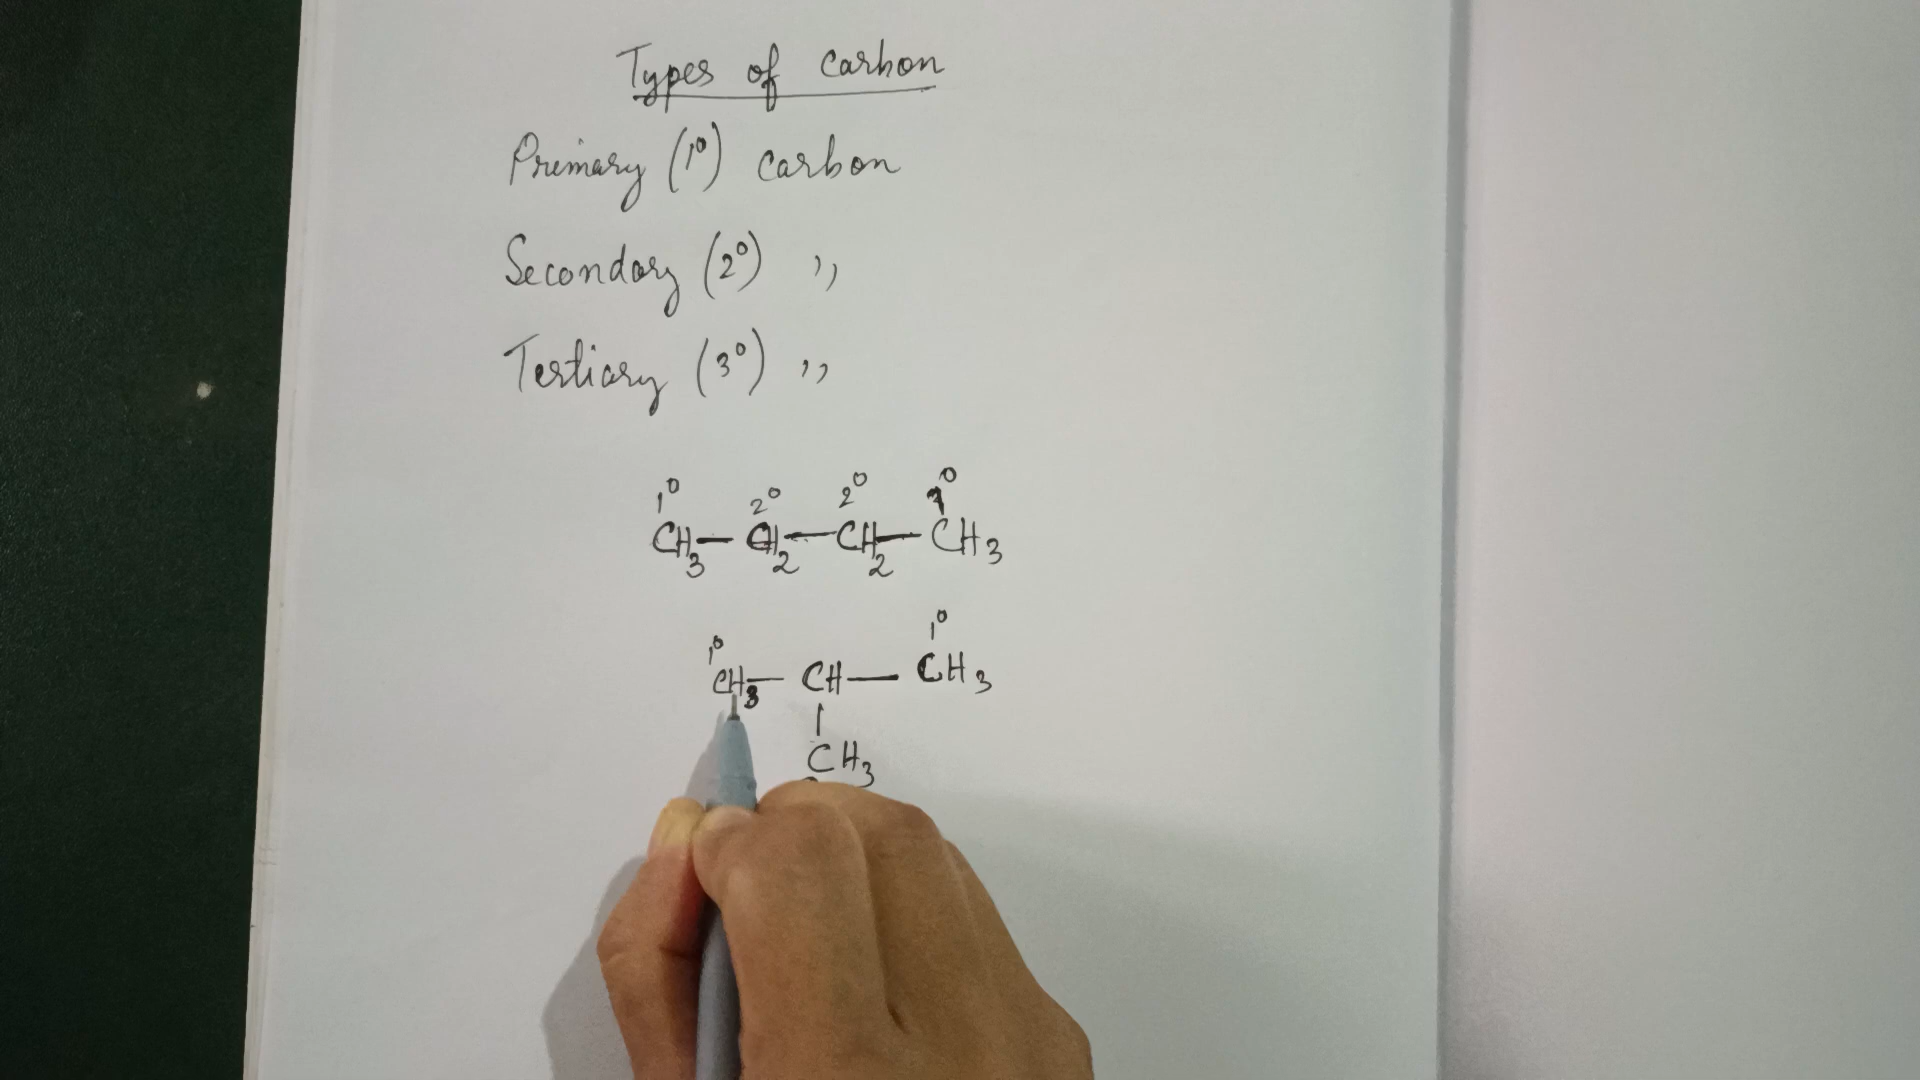 Types of carbon
Primary (1°) carbon
Secondary (2°) ,,
Tertiary (3°) ,,
1° 2° 2° 1°
CH3 — CH2 — CH2 — CH3
1° 1°
CH3 — CH — CH3
|
CH3